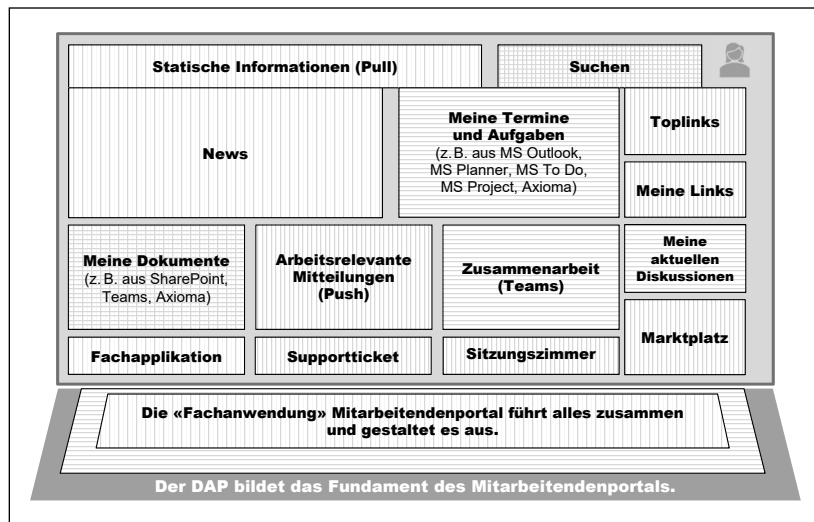 Statische Informationen (Pull)
Suchen
News
Meine Termine
und Aufgaben
(z. B. aus MS Outlook,
MS Planner, MS To Do,
MS Project, Axioma)
Toplinks
Meine Links
Meine Dokumente
(z. B. aus SharePoint,
Teams, Axioma)
Arbeitsrelevante
Mitteilungen
(Push)
Zusammenarbeit
(Teams)
Meine
aktuellen
Diskussionen
Marktplatz
Fachapplikation
Supportticket
Sitzungszimmer
Die «Fachanwendung» Mitarbeitendenportal führt alles zusammen
und gestaltet es aus.
Der DAP bildet das Fundament des Mitarbeitendenportals.